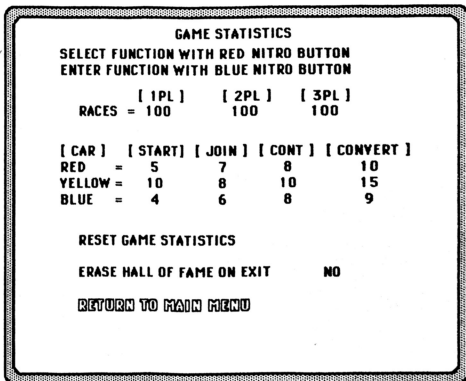 GAME STATISTICS
SELECT FUNCTION WITH RED NITRO BUTTON
ENTER FUNCTION WITH BLUE NITRO BUTTON
[ 1PL ] [ 2PL ] [ 3PL ]
RACES = 100 100 100
[ CAR ] [ START] [ JOIN ] [ CONT ] [ CONVERT ]
RED = 5 7 8 10
YELLOW = 10 8 10 15
BLUE = 4 6 8 9
RESET GAME STATISTICS
ERASE HALL OF FAME ON EXIT NO
RETURN TO MAIN MENU